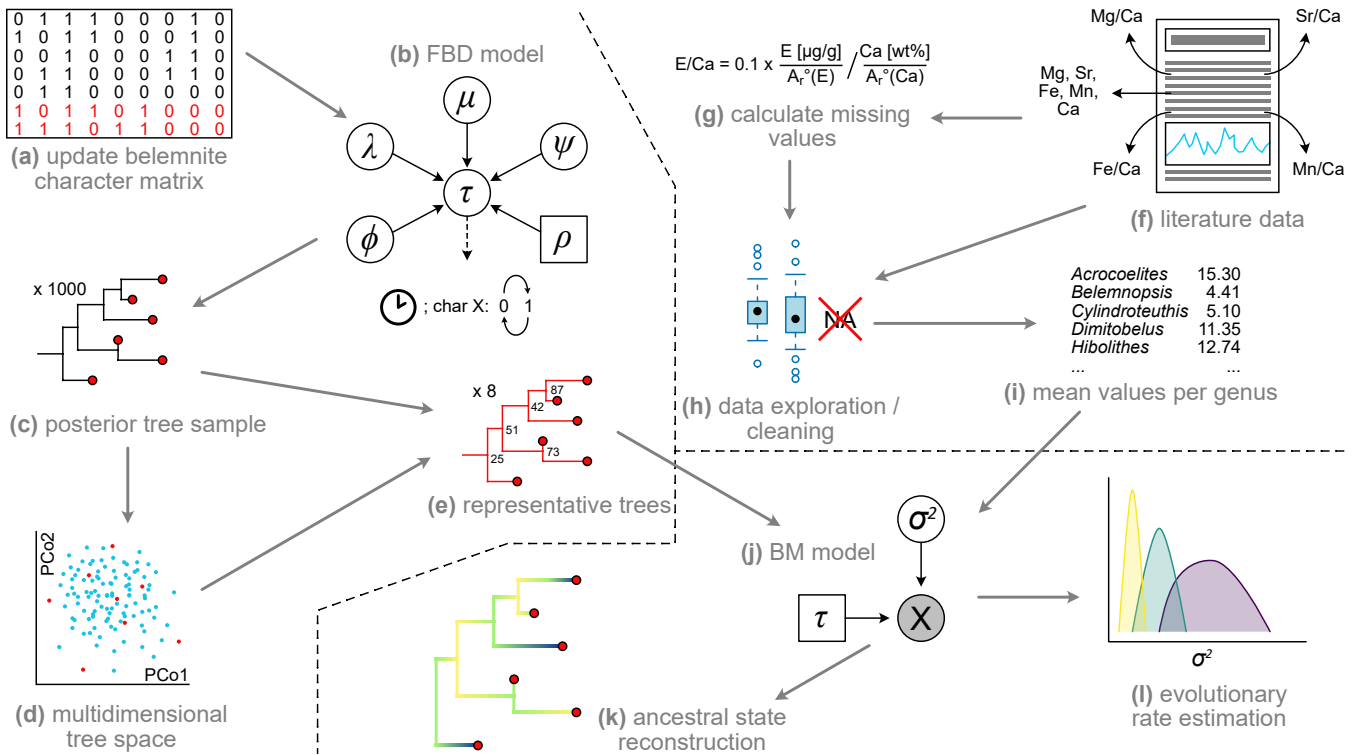 0 1 1 1 0 0 0 1 0
1 0 1 1 0 1 0 0 0
0 0 0 0 0 0 1 1 0
0 1 1 0 0 0 1 1 0
0 0 1 1 0 0 0 0 0
1 0 1 0 1 0 0 0 0
1 1 1 0 1 1 0 0 0
(a) update belemnite
character matrix
(b) FBD model
μ
λ
ψ
τ
ϕ
ρ
; char X: 0 1
x 1000
(c) posterior tree sample
PCo2
PCo1
(d) multidimensional
tree space
x 8
87
42
51
73
25
(e) representative trees
Mg/Ca
Sr/Ca
Mg, Sr,
Fe, Mn,
Ca
Fe/Ca
Mn/Ca
(f) literature data
E/Ca = 0.1 x E [μg/g] / Ca [wt%]
Ar°(E) Ar°(Ca)
(g) calculate missing
values
NA
(h) data exploration /
cleaning
Acrocoelites 15.30
Belemnopsis 4.41
Cylindroteuthis 5.10
Dimitobelus 11.35
Hibolithes 12.74
... ...
(i) mean values per genus
σ²
(j) BM model
τ
X
(k) ancestral state
reconstruction
σ²
(l) evolutionary
rate estimation